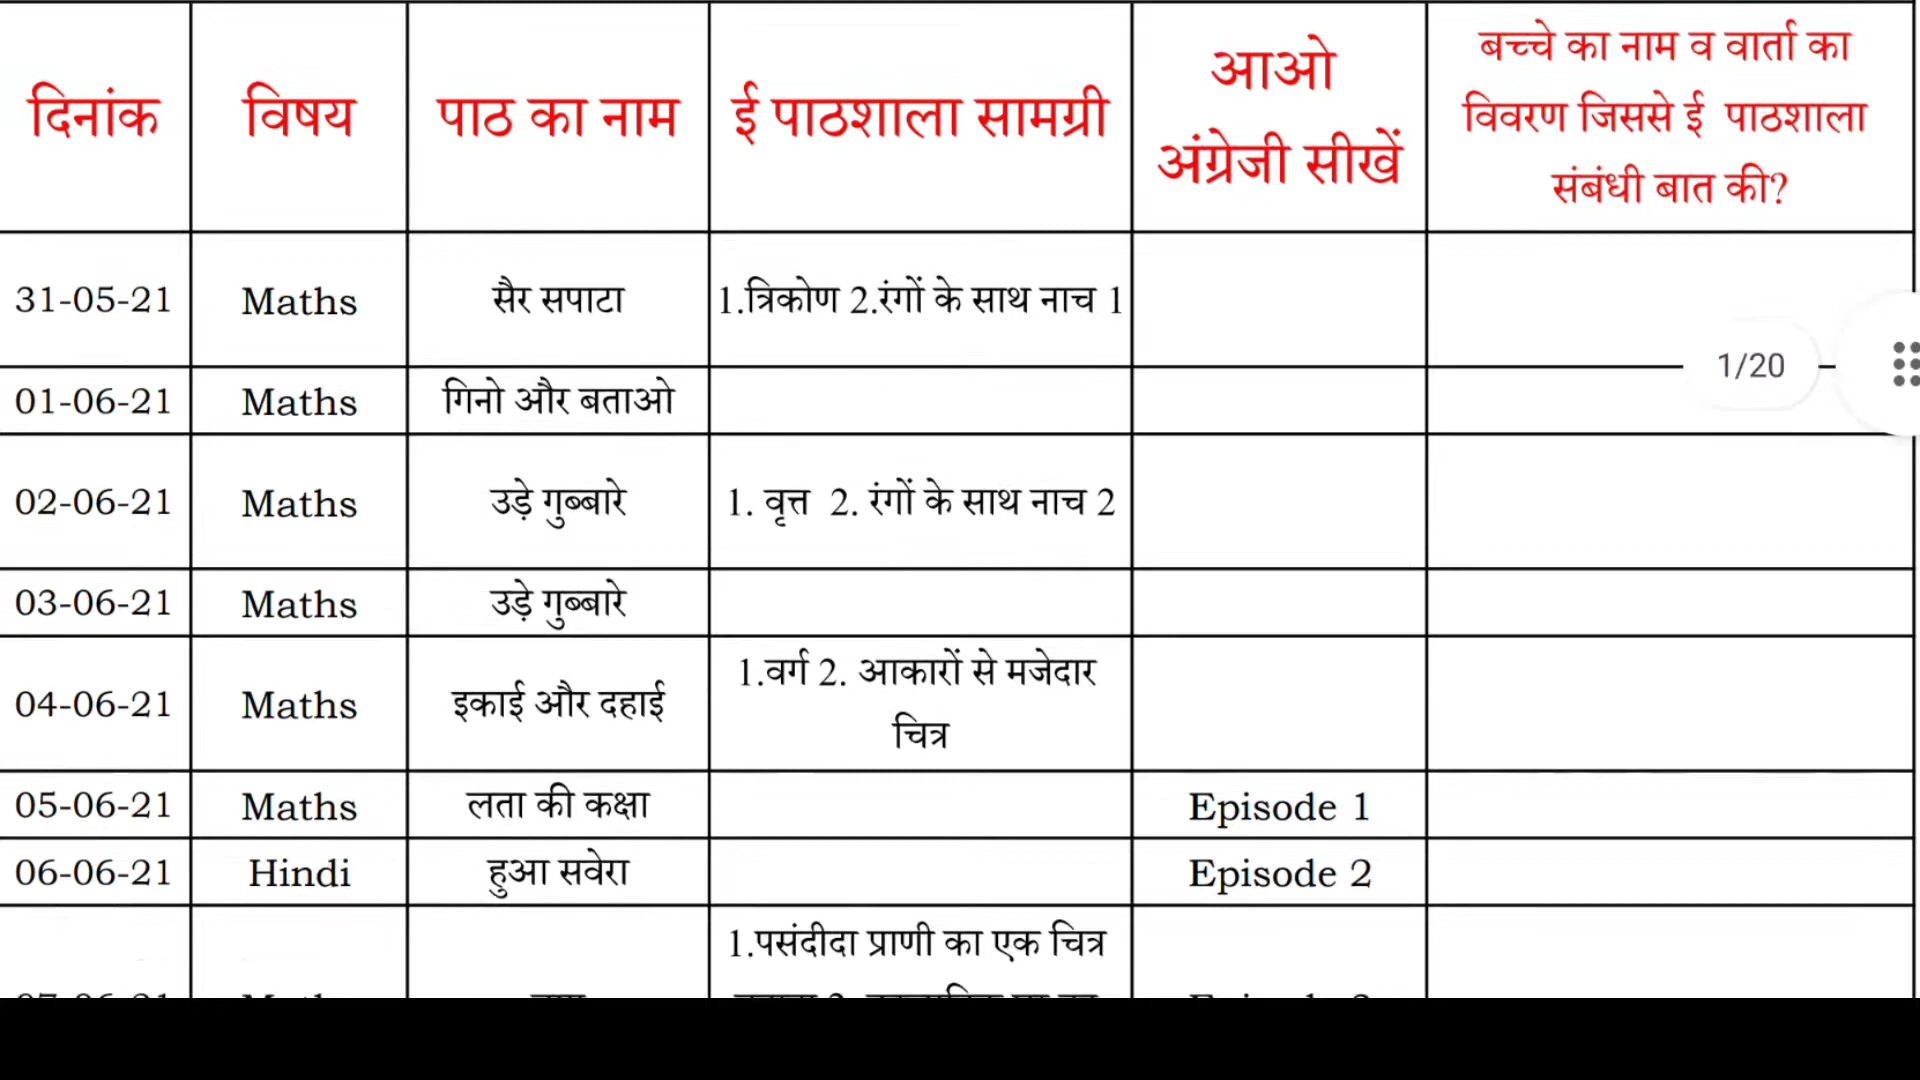 दिनांक विषय पाठ का नाम ई पाठशाला सामग्री आओ अंग्रेजी सीखें बच्चे का नाम व वार्ता का विवरण जिससे ई पाठशाला संबंधी बात की?
31-05-21 Maths सैर सपाटा 1.त्रिकोण 2.रंगों के साथ नाच 1
1/20
01-06-21 Maths गिनो और बताओ
02-06-21 Maths उड़े गुब्बारे 1. वृत्त 2. रंगों के साथ नाच 2
03-06-21 Maths उड़े गुब्बारे
04-06-21 Maths इकाई और दहाई 1.वर्ग 2. आकारों से मजेदार चित्र
05-06-21 Maths लता की कक्षा Episode 1
06-06-21 Hindi हुआ सवेरा Episode 2
1.पसंदीदा प्राणी का एक चित्र